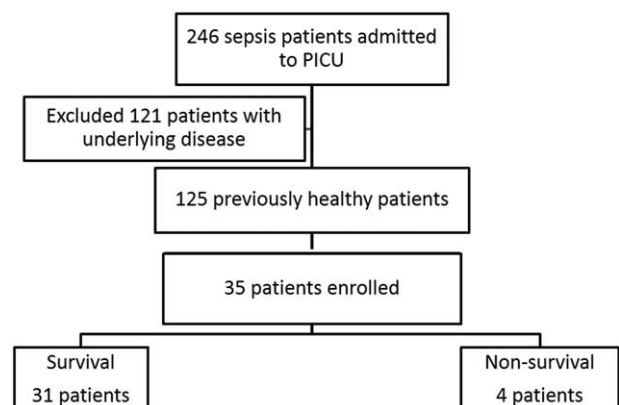 246 sepsis patients admitted
to PICU
Excluded 121 patients with
underlying disease
125 previously healthy patients
35 patients enrolled
Survival
31 patients
Non-survival
4 patients